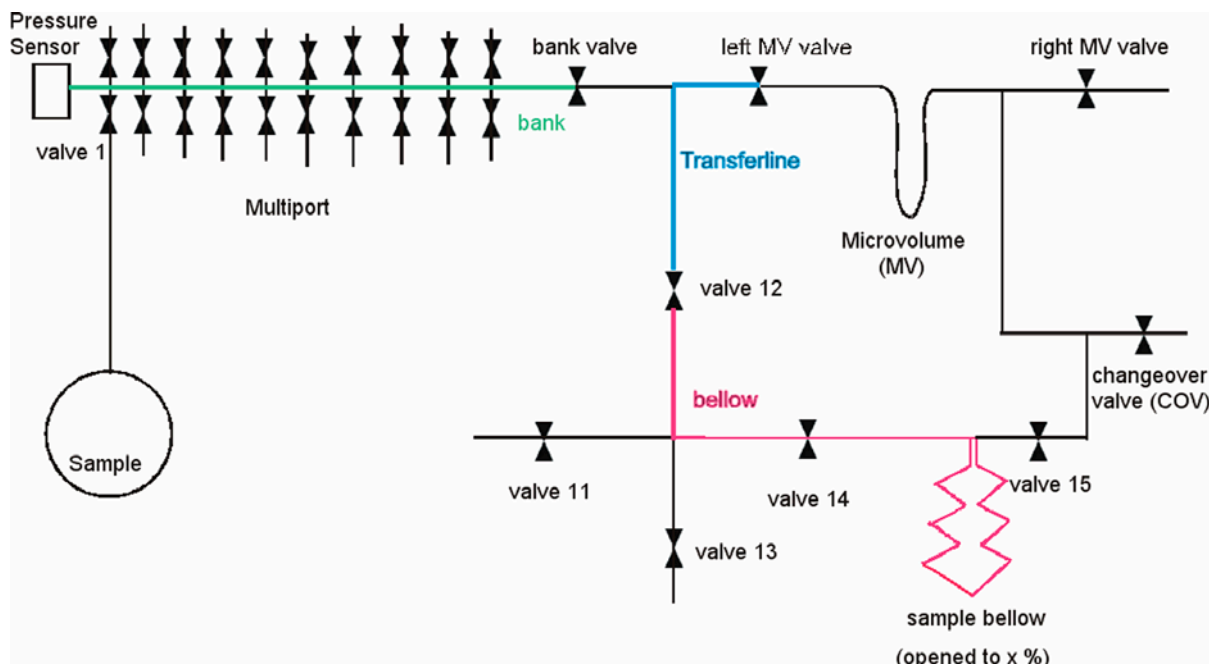 Pressure
Sensor
bank valve
left MV valve
right MV valve
bank
valve 1
Transferline
Multiport
Microvolume
(MV)
valve 12
changeover
valve (COV)
bellow
Sample
valve 11
valve 14
valve 15
valve 13
sample bellow
(opened to x %)